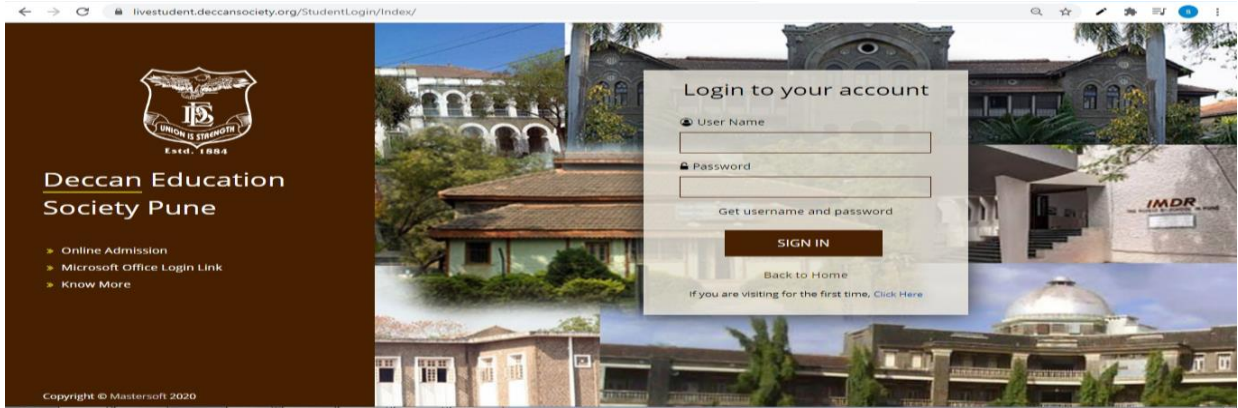 livestudent.deccansociety.org/StudentLogin/Index/
UNION IS STRENGTH
Estd. 1884
Deccan Education
Society Pune
» Online Admission
» Microsoft Office Login Link
» Know More
Copyright © Mastersoft 2020
Login to your account
User Name
Password
Get username and password
SIGN IN
Back to Home
If you are visiting for the first time, Click Here
IMDR